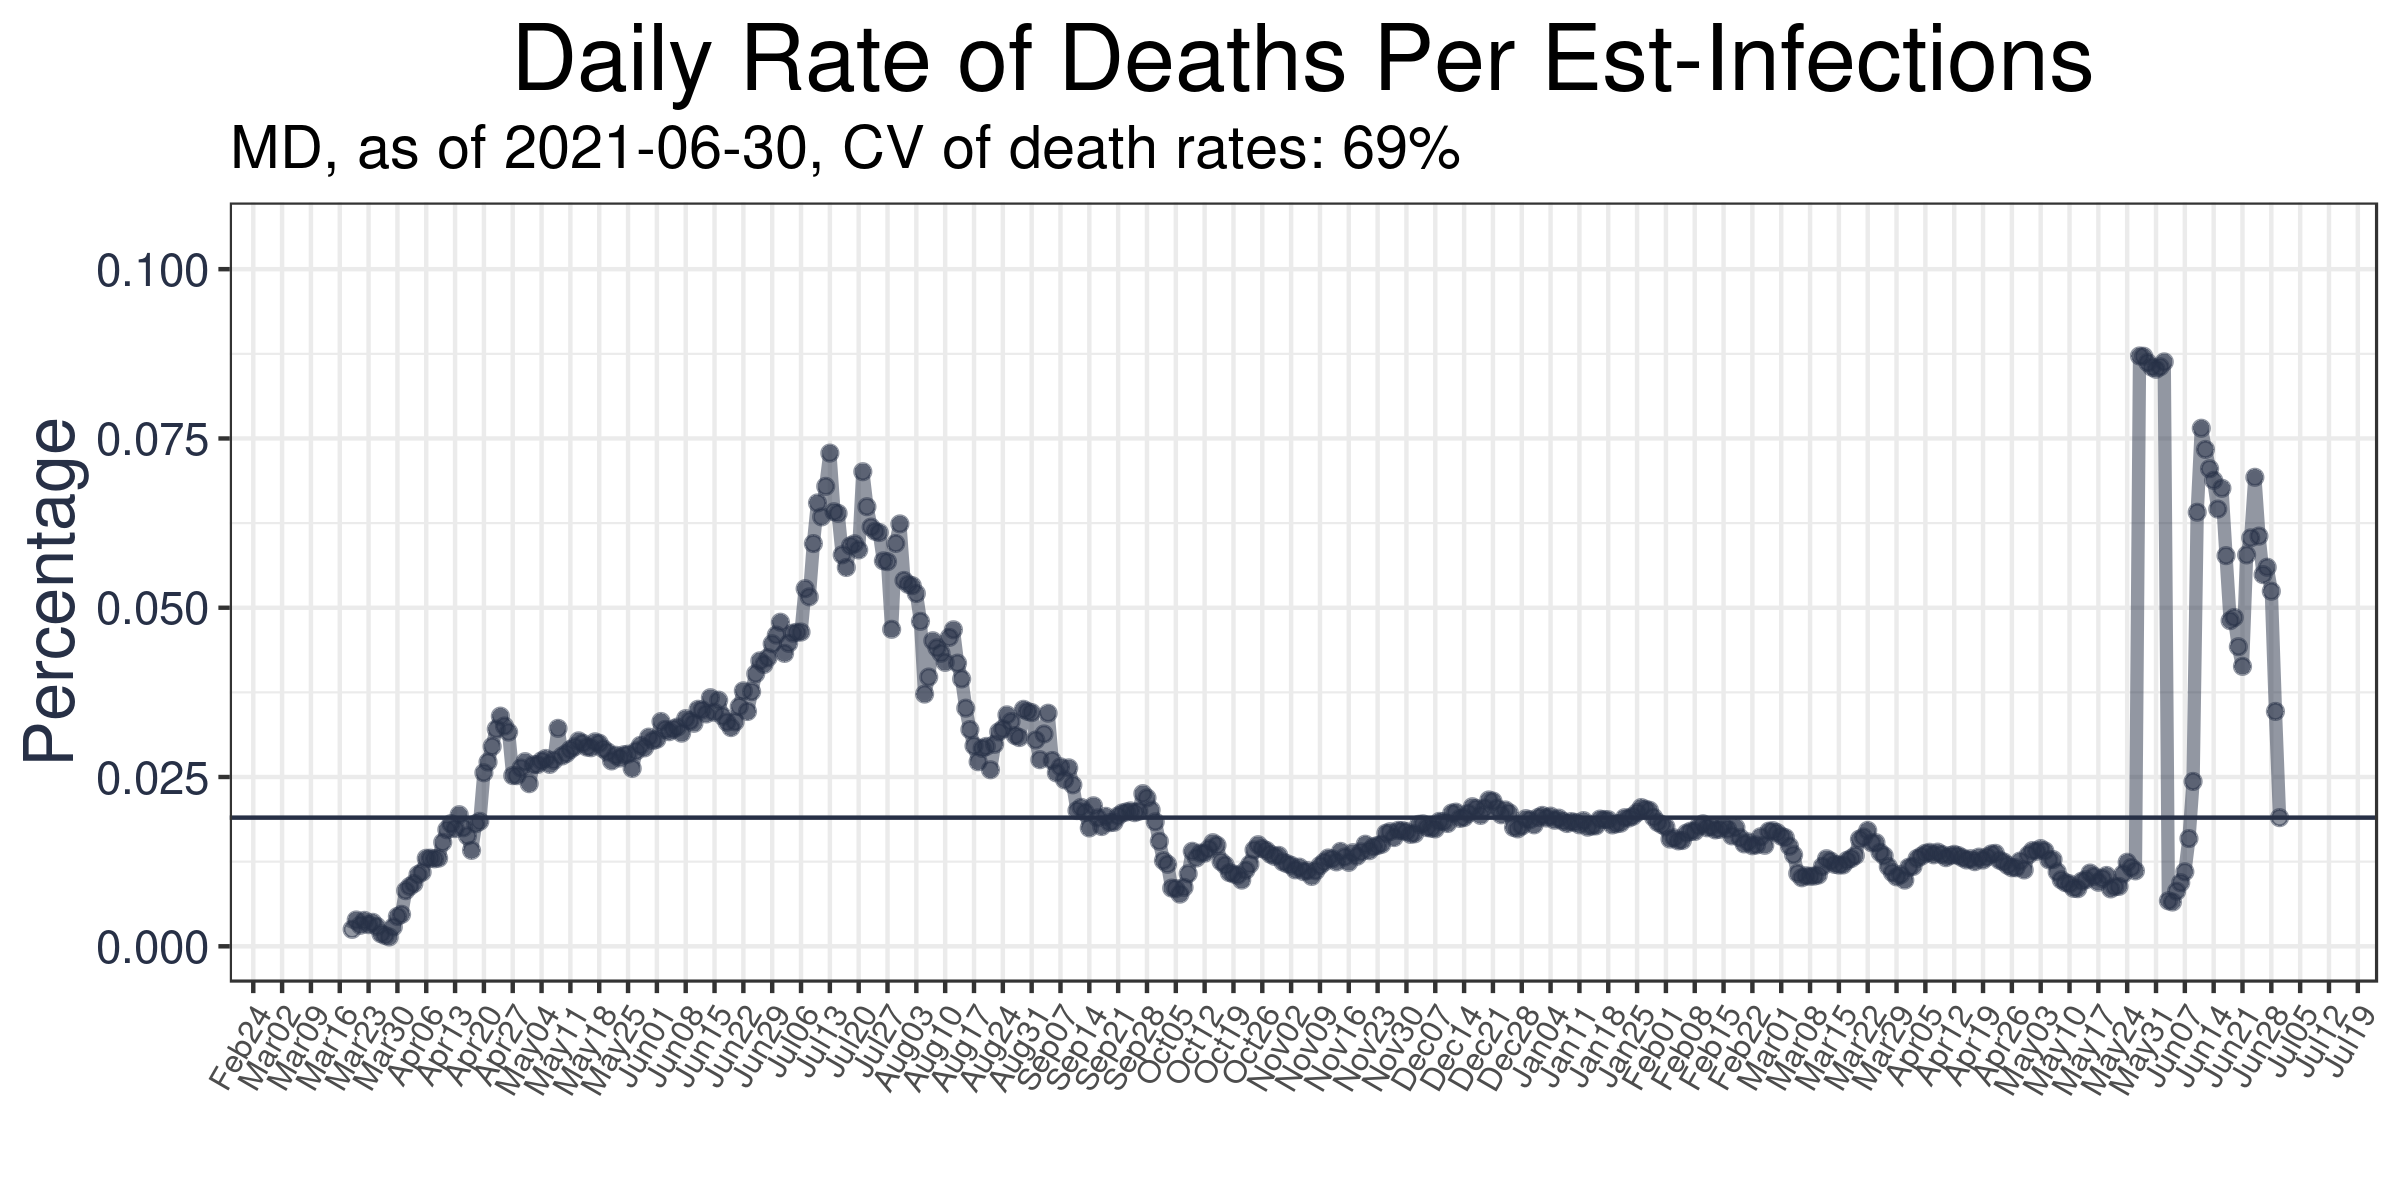 Daily Rate of Deaths Per Est-Infections
MD, as of 2021-06-30, CV of death rates: 69%
Percentage
0.100
0.075
0.050
0.025
0.000
Feb24
Mar02
Mar09
Mar16
Mar23
Mar30
Apr06
Apr13
Apr20
Apr27
May04
May11
May18
May25
Jun01
Jun08
Jun15
Jun22
Jun29
Jul06
Jul13
Jul20
Jul27
Aug03
Aug10
Aug17
Aug24
Aug31
Sep07
Sep14
Sep21
Sep28
Oct05
Oct12
Oct19
Oct26
Nov02
Nov09
Nov16
Nov23
Nov30
Dec07
Dec14
Dec21
Dec28
Jan04
Jan11
Jan18
Jan25
Feb01
Feb08
Feb15
Feb22
Mar01
Mar08
Mar15
Mar22
Mar29
Apr05
Apr12
Apr19
Apr26
May03
May10
May17
May24
May31
Jun07
Jun14
Jun21
Jun28
Jul05
Jul12
Jul19